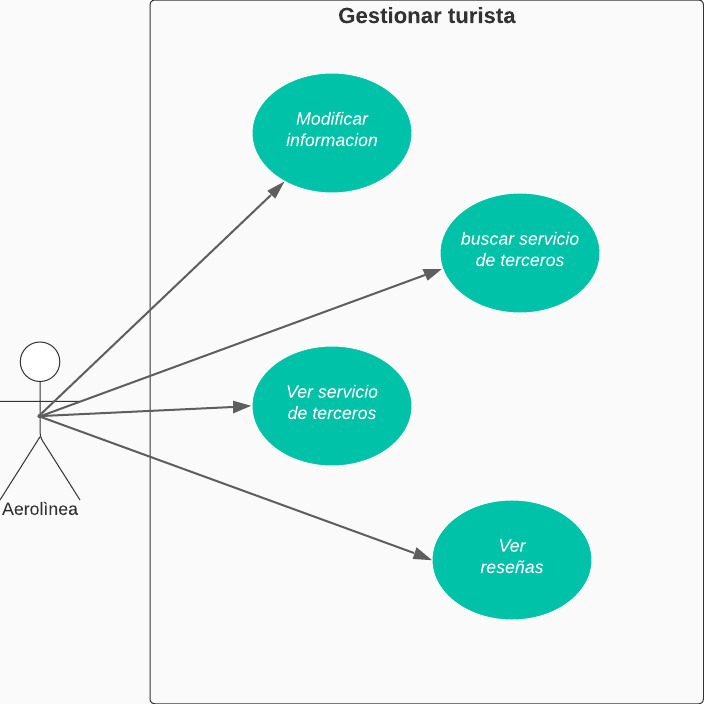 Gestionar turista
Modificar
informacion
buscar servicio
de terceros
Ver servicio
de terceros
Aerolìnea
Ver
reseñas